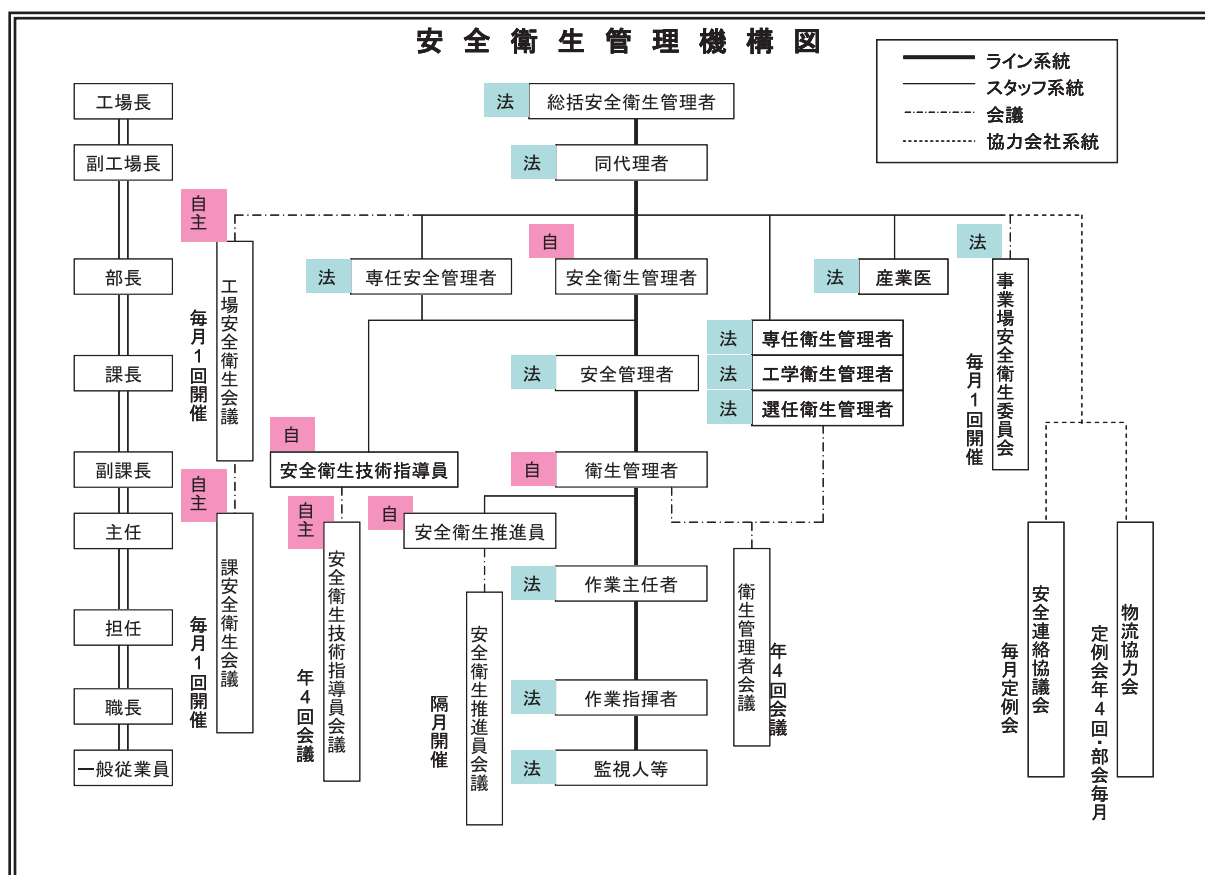 安全衛生管理機構図
ライン系統
スタッフ系統
会議
協力会社系統
工場長
法
総括安全衛生管理者
副工場長
法
同代理者
自主
工場安全衛生会議
毎月1回開催
部長
法
専任安全管理者
自
安全衛生管理者
法
産業医
法
事業場安全衛生委員会
毎月1回開催
課長
法
安全管理者
法
専任衛生管理者
法
工学衛生管理者
法
選任衛生管理者
副課長
自
安全衛生技術指導員
自
衛生管理者
主任
自主
課安全衛生会議
毎月1回開催
自主
安全衛生技術指導員会議
年4回会議
自
安全衛生推進員
安全衛生推進員会議
隔月開催
法
作業主任者
衛生管理者会議
年4回会議
安全連絡協議会
毎月定例会
物流協力会
定例会年4回・部会毎月
担任
職長
法
作業指揮者
一般従業員
法
監視人等